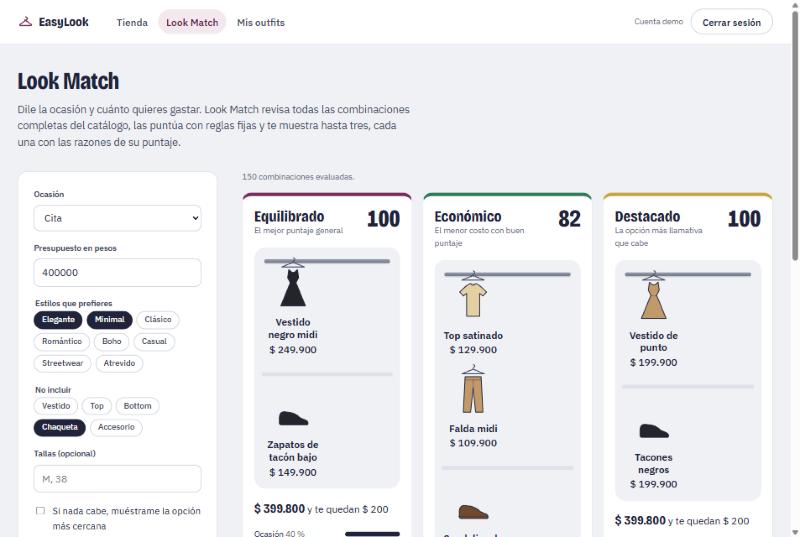 EasyLook
Tienda
Look Match
Mis outfits
Cuenta demo
Cerrar sesión
Look Match
Dile la ocasión y cuánto quieres gastar. Look Match revisa todas las combinaciones
completas del catálogo, las puntúa con reglas fijas y te muestra hasta tres, cada
una con las razones de su puntaje.
Ocasión
Cita
Presupuesto en pesos
400000
Estilos que prefieres
Elegante
Minimal
Clásico
Romántico
Boho
Casual
Streetwear
Atrevido
No incluir
Vestido
Top
Bottom
Chaqueta
Accesorio
Tallas (opcional)
M, 38
Si nada cabe, muéstrame la opción
más cercana
150 combinaciones evaluadas.
Equilibrado
100
El mejor puntaje general
Vestido
negro midi
$ 249.900
Zapatos de
tacón bajo
$ 149.900
$ 399.800 y te quedan $ 200
Ocasión 40 %
Económico
82
El menor costo con buen
puntaje
Top satinado
$ 129.900
Falda midi
$ 109.900
Destacado
100
La opción más llamativa
que cabe
Vestido de
punto
$ 199.900
Tacones
negros
$ 199.900
$ 399.800 y te quedan $ 200